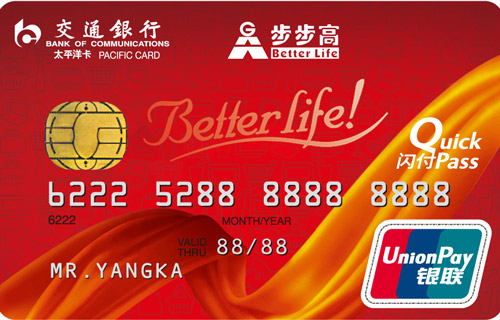 交通銀行
BANK OF COMMUNICATIONS
太平洋卡 PACIFIC CARD
GA
步步高
Better Life
Better life!
Quick
闪付Pass
6222 5288 8888 8888
6222
MONTH/YEAR
VALID THRU 88/88
MR.YANGKA
UnionPay
银联